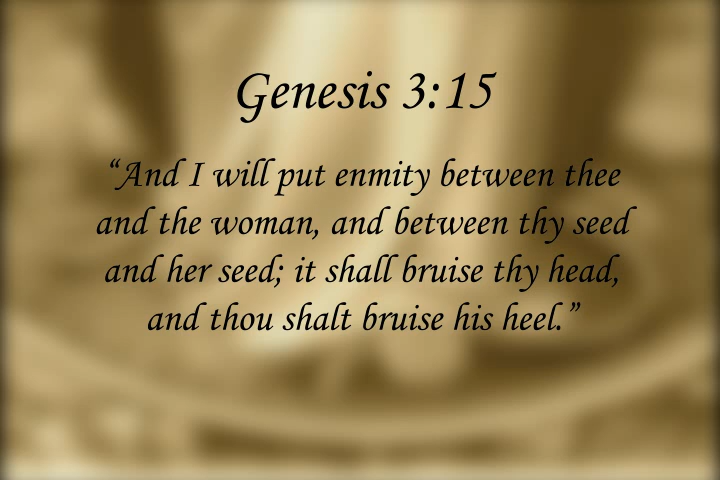 Genesis 3:15
“And I will put enmity between thee
and the woman, and between thy seed
and her seed; it shall bruise thy head,
and thou shalt bruise his heel.”